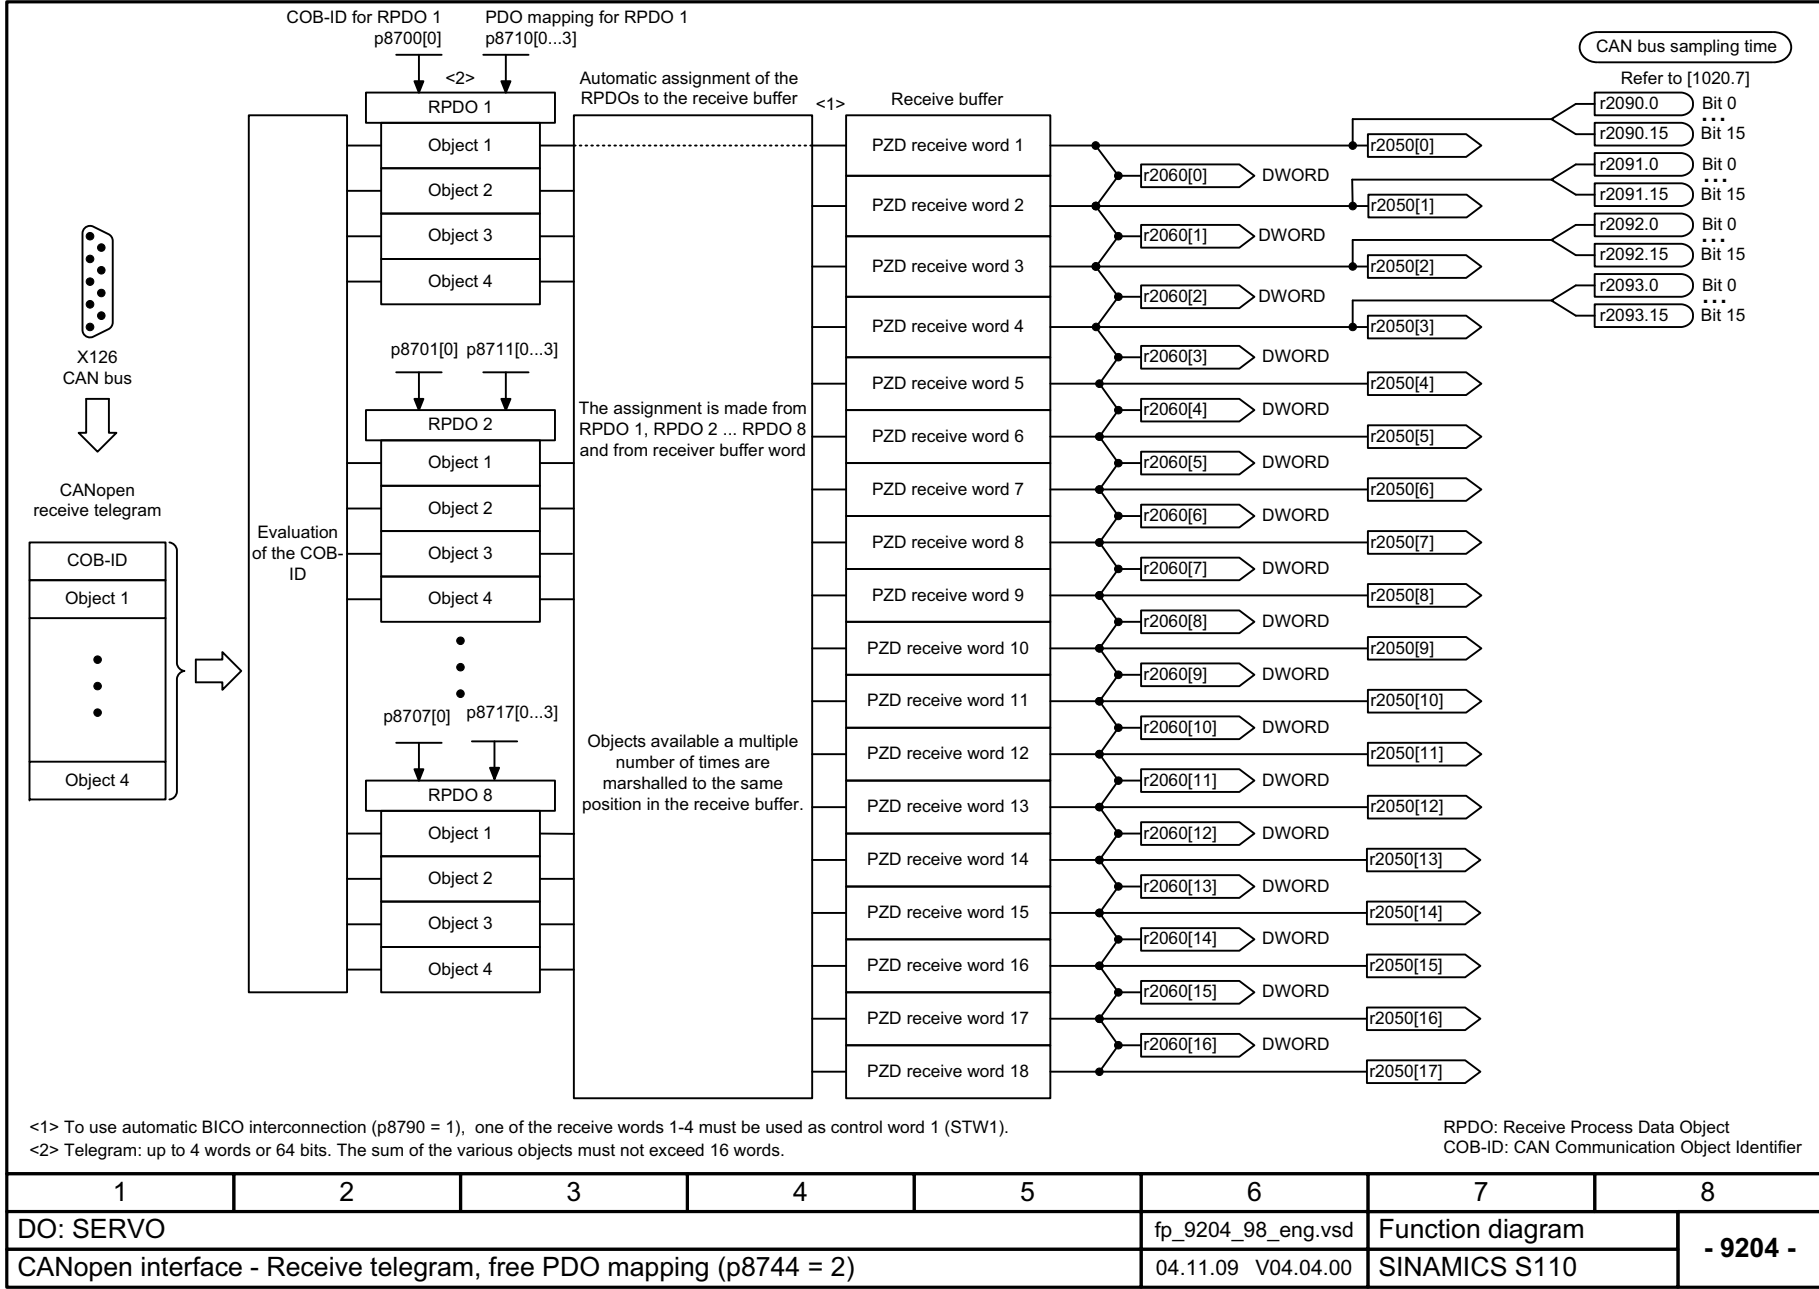 COB-ID for RPDO 1
p8700[0]
PDO mapping for RPDO 1
p8710[0...3]
<2>
RPDO 1
Object 1
Object 2
Object 3
Object 4
p8701[0]
p8711[0...3]
RPDO 2
Object 1
Object 2
Object 3
Object 4
p8707[0]
p8717[0...3]
RPDO 8
Object 1
Object 2
Object 3
Object 4
X126
CAN bus
CANopen
receive telegram
COB-ID
Object 1
Object 4
Evaluation
of the COB-
ID
Automatic assignment of the
RPDOs to the receive buffer
<1>
The assignment is made from
RPDO 1, RPDO 2 ... RPDO 8
and from receiver buffer word
Objects available a multiple
number of times are
marshalled to the same
position in the receive buffer.
Receive buffer
PZD receive word 1
PZD receive word 2
PZD receive word 3
PZD receive word 4
PZD receive word 5
PZD receive word 6
PZD receive word 7
PZD receive word 8
PZD receive word 9
PZD receive word 10
PZD receive word 11
PZD receive word 12
PZD receive word 13
PZD receive word 14
PZD receive word 15
PZD receive word 16
PZD receive word 17
PZD receive word 18
r2060[0] DWORD
r2060[1] DWORD
r2060[2] DWORD
r2060[3] DWORD
r2060[4] DWORD
r2060[5] DWORD
r2060[6] DWORD
r2060[7] DWORD
r2060[8] DWORD
r2060[9] DWORD
r2060[10] DWORD
r2060[11] DWORD
r2060[12] DWORD
r2060[13] DWORD
r2060[14] DWORD
r2060[15] DWORD
r2060[16] DWORD
r2050[0]
r2050[1]
r2050[2]
r2050[3]
r2050[4]
r2050[5]
r2050[6]
r2050[7]
r2050[8]
r2050[9]
r2050[10]
r2050[11]
r2050[12]
r2050[13]
r2050[14]
r2050[15]
r2050[16]
r2050[17]
CAN bus sampling time
Refer to [1020.7]
r2090.0 Bit 0
...
r2090.15 Bit 15
r2091.0 Bit 0
...
r2091.15 Bit 15
r2092.0 Bit 0
...
r2092.15 Bit 15
r2093.0 Bit 0
...
r2093.15 Bit 15
<1> To use automatic BICO interconnection (p8790 = 1), one of the receive words 1-4 must be used as control word 1 (STW1).
<2> Telegram: up to 4 words or 64 bits. The sum of the various objects must not exceed 16 words.
RPDO: Receive Process Data Object
COB-ID: CAN Communication Object Identifier
1 2 3 4 5 6 7 8
DO: SERVO
fp_9204_98_eng.vsd
Function diagram
- 9204 -
CANopen interface - Receive telegram, free PDO mapping (p8744 = 2)
04.11.09 V04.04.00
SINAMICS S110